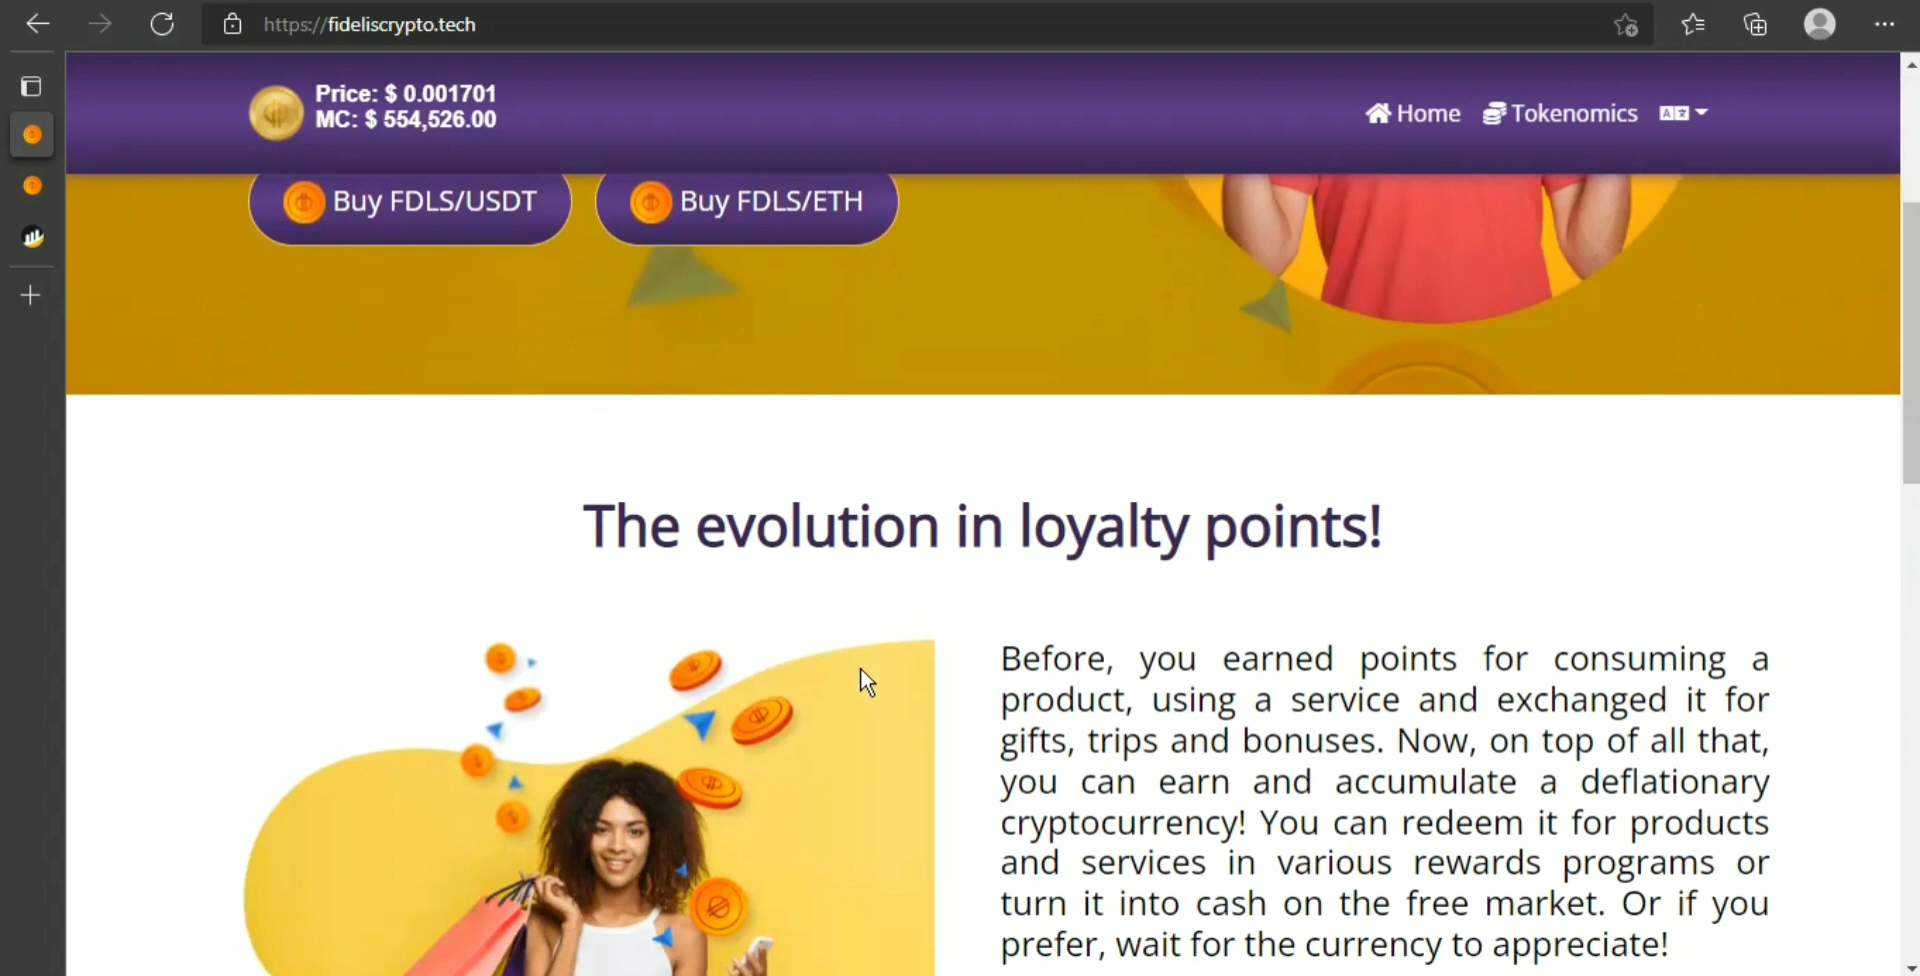 https://fideliscrypto.tech
Price: $ 0.001701
MC: $ 554,526.00
Home
Tokenomics
Buy FDLS/USDT
Buy FDLS/ETH
The evolution in loyalty points!
Before, you earned points for consuming a
product, using a service and exchanged it for
gifts, trips and bonuses. Now, on top of all that,
you can earn and accumulate a deflationary
cryptocurrency! You can redeem it for products
and services in various rewards programs or
turn it into cash on the free market. Or if you
prefer, wait for the currency to appreciate!